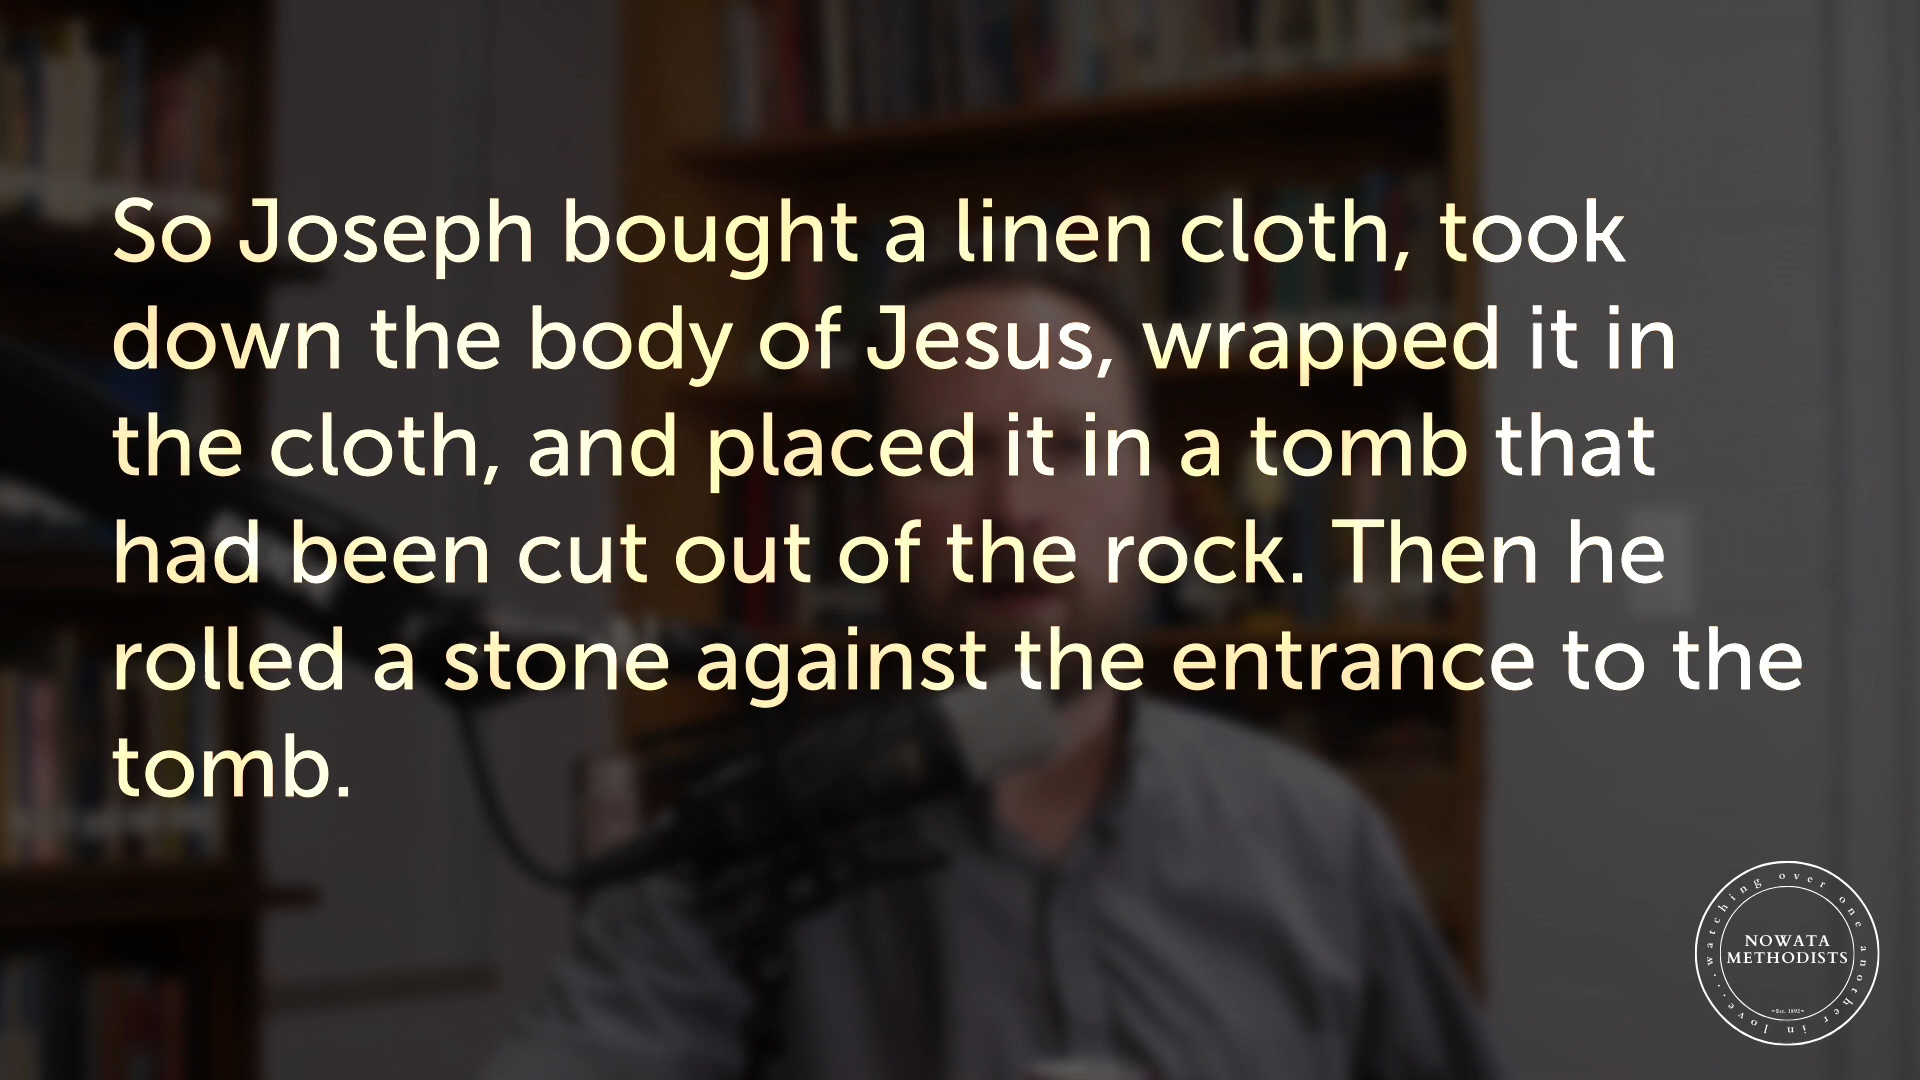 So Joseph bought a linen cloth, took
down the body of Jesus, wrapped it in
the cloth, and placed it in a tomb that
had been cut out of the rock. Then he
rolled a stone against the entrance to the
tomb.
watching over one another in love...
NOWATA
METHODISTS
~Est. 1892~